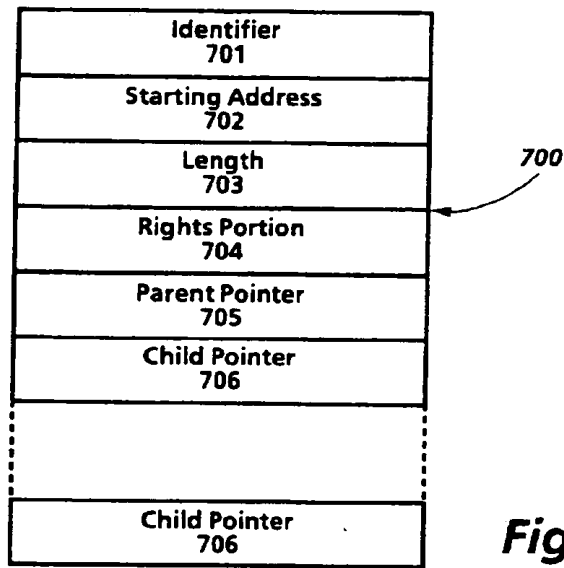 Identifier
701
Starting Address
702
Length
703
700
Rights Portion
704
Parent Pointer
705
Child Pointer
706
Child Pointer
706
Fig